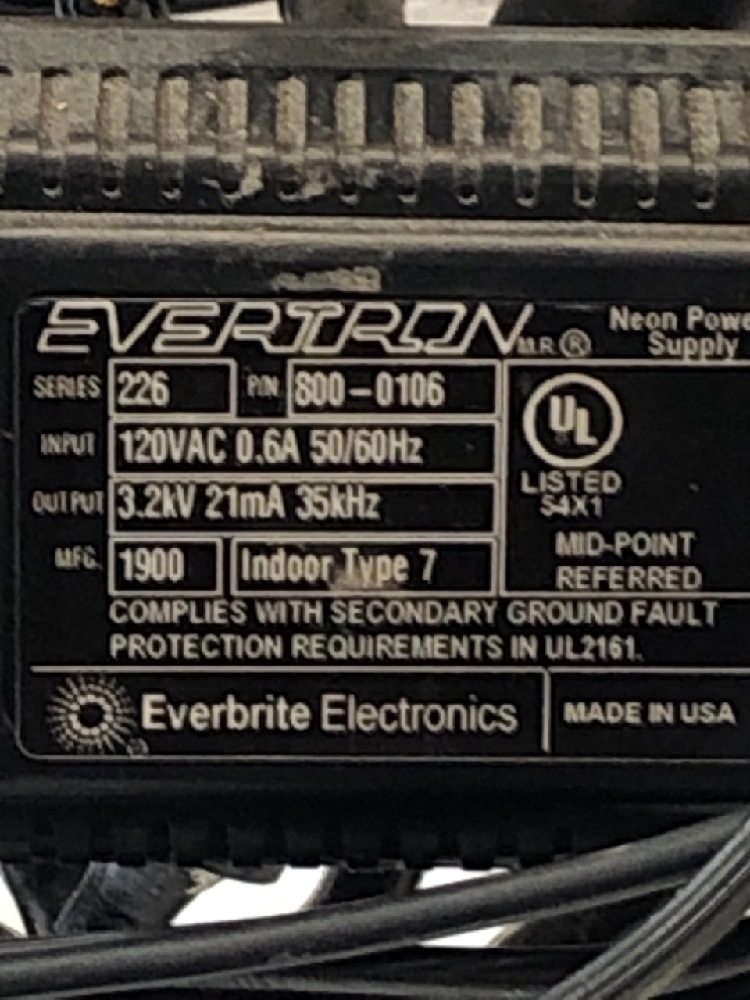 EVERTRON M.R® Neon Powe
Supply
SERIES 226 P/N 800-0106
INPUT 120VAC 0.6A 50/60Hz
OUTPUT 3.2kV 21mA 35kHz
MFG. 1900 Indoor Type 7
UL
LISTED
54X1
MID-POINT
REFERRED
COMPLIES WITH SECONDARY GROUND FAULT
PROTECTION REQUIREMENTS IN UL2161.
Everbrite Electronics MADE IN USA